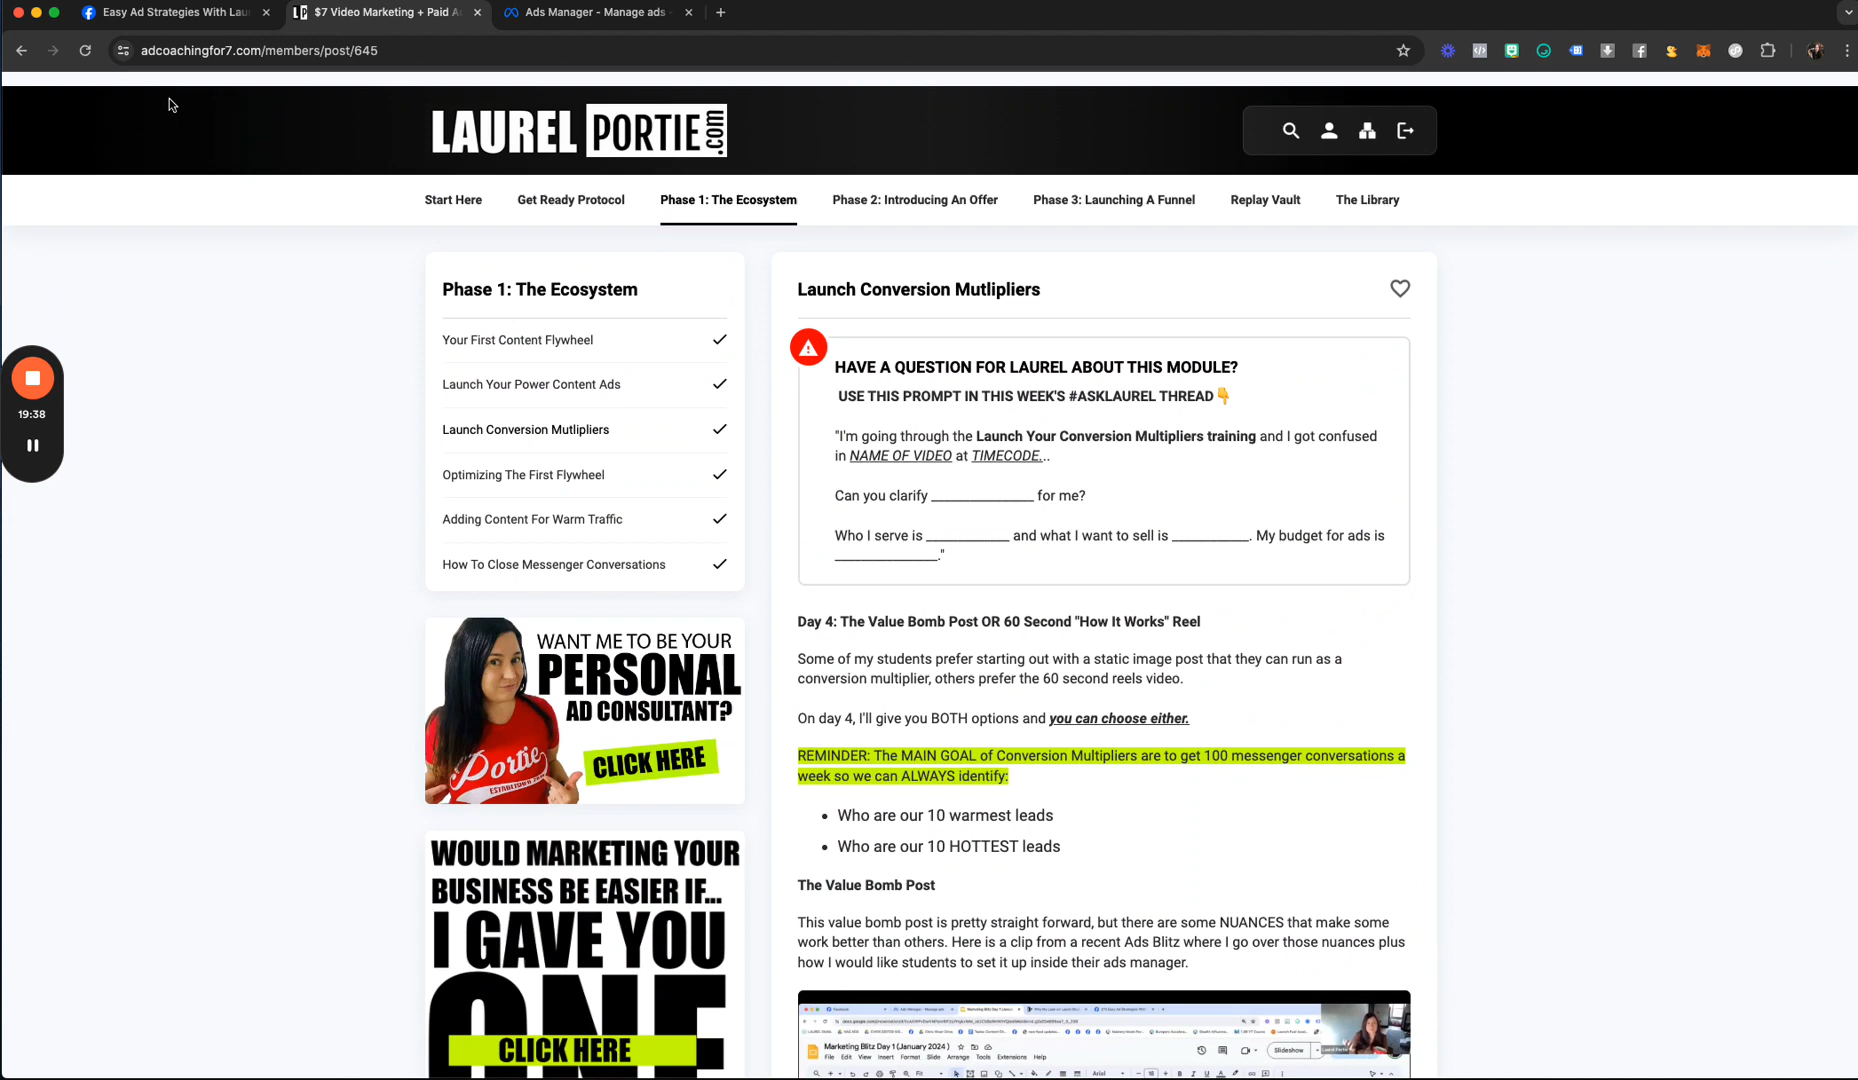 Easy Ad Strategies With Lau
$7 Video Marketing + Paid A
Ads Manager - Manage ads -
adcoachingfor7.com/members/post/645
LAUREL PORTIE .com
Start Here
Get Ready Protocol
Phase 1: The Ecosystem
Phase 2: Introducing An Offer
Phase 3: Launching A Funnel
Replay Vault
The Library
Phase 1: The Ecosystem
Your First Content Flywheel
Launch Your Power Content Ads
Launch Conversion Mutlipliers
Optimizing The First Flywheel
Adding Content For Warm Traffic
How To Close Messenger Conversations
19:38
WANT ME TO BE YOUR
PERSONAL
AD CONSULTANT?
CLICK HERE
Portie
WOULD MARKETING YOUR
BUSINESS BE EASIER IF...
I GAVE YOU
ONE
CLICK HERE
Launch Conversion Mutlipliers
HAVE A QUESTION FOR LAUREL ABOUT THIS MODULE?
USE THIS PROMPT IN THIS WEEK'S #ASKLAUREL THREAD👇
"I'm going through the Launch Your Conversion Multipliers training and I got confused
in NAME OF VIDEO at TIMECODE...
Can you clarify ______________ for me?
Who I serve is ___________ and what I want to sell is __________. My budget for ads is
______________."
Day 4: The Value Bomb Post OR 60 Second "How It Works" Reel
Some of my students prefer starting out with a static image post that they can run as a
conversion multiplier, others prefer the 60 second reels video.
On day 4, I'll give you BOTH options and you can choose either.
REMINDER: The MAIN GOAL of Conversion Multipliers are to get 100 messenger conversations a
week so we can ALWAYS identify:
• Who are our 10 warmest leads
• Who are our 10 HOTTEST leads
The Value Bomb Post
This value bomb post is pretty straight forward, but there are some NUANCES that make some
work better than others. Here is a clip from a recent Ads Blitz where I go over those nuances plus
how I would like students to set it up inside their ads manager.
Marketing Blitz Day 1 (January 2024 )
File Edit View Insert Format Slide Arrange Tools Extensions Help
Slideshow
Arial